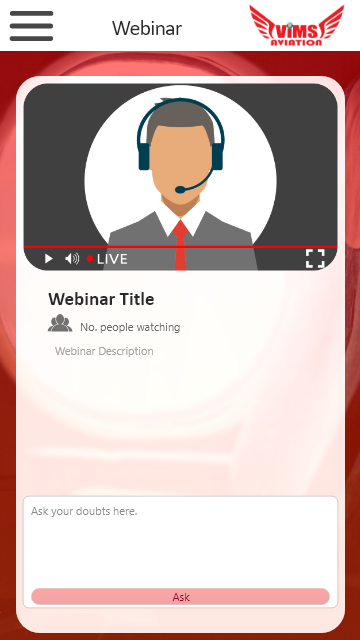 Webinar
ViMS
AVIATION
LIVE
Webinar Title
No. people watching
Webinar Description
Ask your doubts here.
Ask